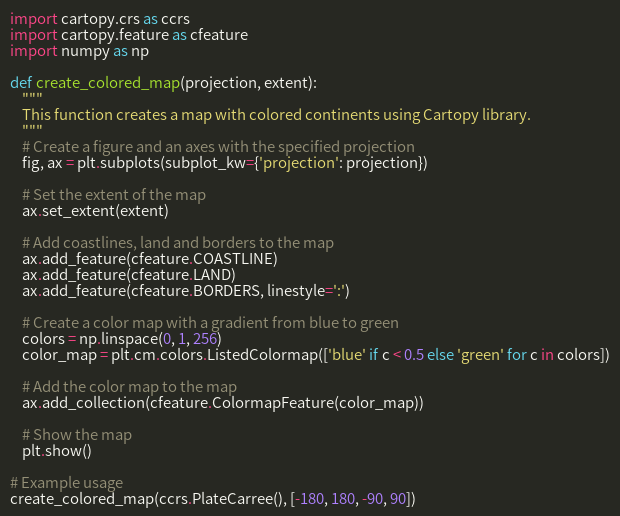 import cartopy.crs as ccrs
import cartopy.feature as cfeature
import numpy as np

def create_colored_map(projection, extent):
    """
    This function creates a map with colored continents using Cartopy library.
    """
    # Create a figure and an axes with the specified projection
    fig, ax = plt.subplots(subplot_kw={'projection': projection})

    # Set the extent of the map
    ax.set_extent(extent)

    # Add coastlines, land and borders to the map
    ax.add_feature(cfeature.COASTLINE)
    ax.add_feature(cfeature.LAND)
    ax.add_feature(cfeature.BORDERS, linestyle=':')

    # Create a color map with a gradient from blue to green
    colors = np.linspace(0, 1, 256)
    color_map = plt.cm.colors.ListedColormap(['blue' if c < 0.5 else 'green' for c in colors])

    # Add the color map to the map
    ax.add_collection(cfeature.ColormapFeature(color_map))

    # Show the map
    plt.show()

# Example usage
create_colored_map(ccrs.PlateCarree(), [-180, 180, -90, 90])